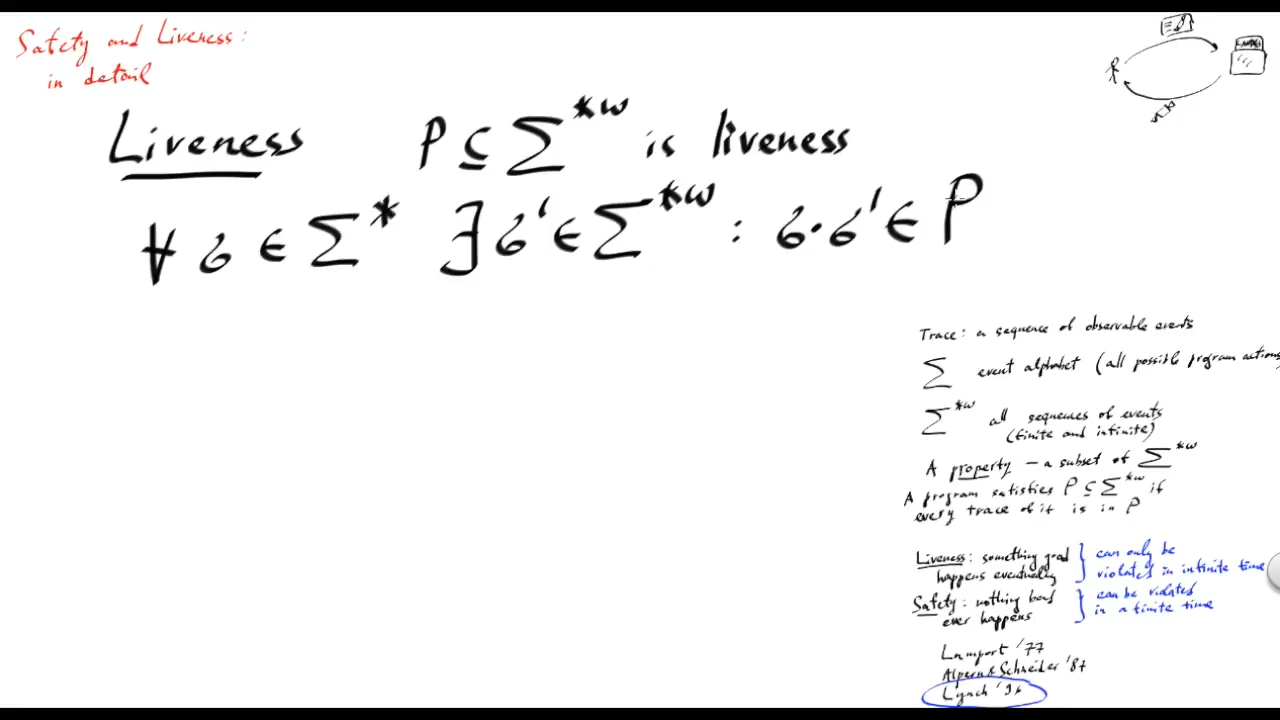 Safety and Liveness:
in detail
Liveness P ⊆ Σ^{*ω} is liveness
∀ σ ∈ Σ^* ∃ σ' ∈ Σ^{*ω} : σ·σ' ∈ P
Trace: a sequence of observable events
Σ event alphabet (all possible program actions
Σ^{*ω} all sequences of events
(finite and infinite)
A property – a subset of Σ^{*ω}
A program satisfies P ⊆ Σ^{*ω} if
every trace of it is in P
Liveness: something good } can only be
happens eventually violated in infinite time
Safety: nothing bad } can be violated
ever happens in a finite time
Lamport '77
Alpern & Schneider '87
Lynch '96